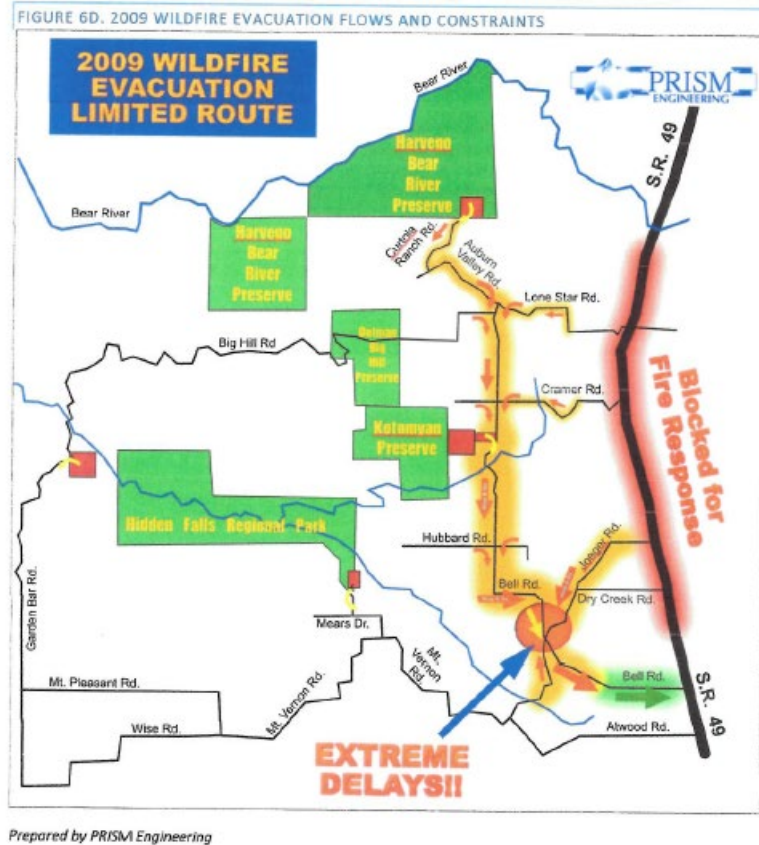 FIGURE 6D. 2009 WILDFIRE EVACUATION FLOWS AND CONSTRAINTS
2009 WILDFIRE
EVACUATION
LIMITED ROUTE
PRISM
ENGINEERING
Bear River
S.R. 49
Harveno
Bear
River
Preserve
Bear River
Harveno
Bear
River
Preserve
Curtola
Ranch Rd.
Auburn
Valley Rd.
Lone Star Rd.
Big Hill Rd
Big
Hill
Preserve
Cramer Rd.
Blocked for
Fire Response
Kotomyan
Preserve
Hidden Falls Regional Park
Hubbard Rd.
Joeger Rd.
Bell Rd.
Dry Creek Rd.
Garden Bar Rd.
Mears Dr.
Mt.
Vernon
Rd.
Bell Rd.
S.R. 49
Mt. Pleasant Rd.
Mt. Vernon Rd.
Wise Rd.
Atwood Rd.
EXTREME
DELAYS!!
Prepared by PRISM Engineering